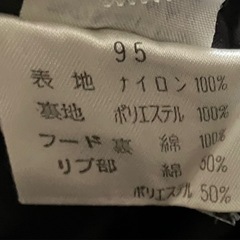 95
表地 ナイロン 100%
裏地 ポリエステル 100%
フード裏 綿 100%
リブ部 綿 50%
ポリエステル 50%